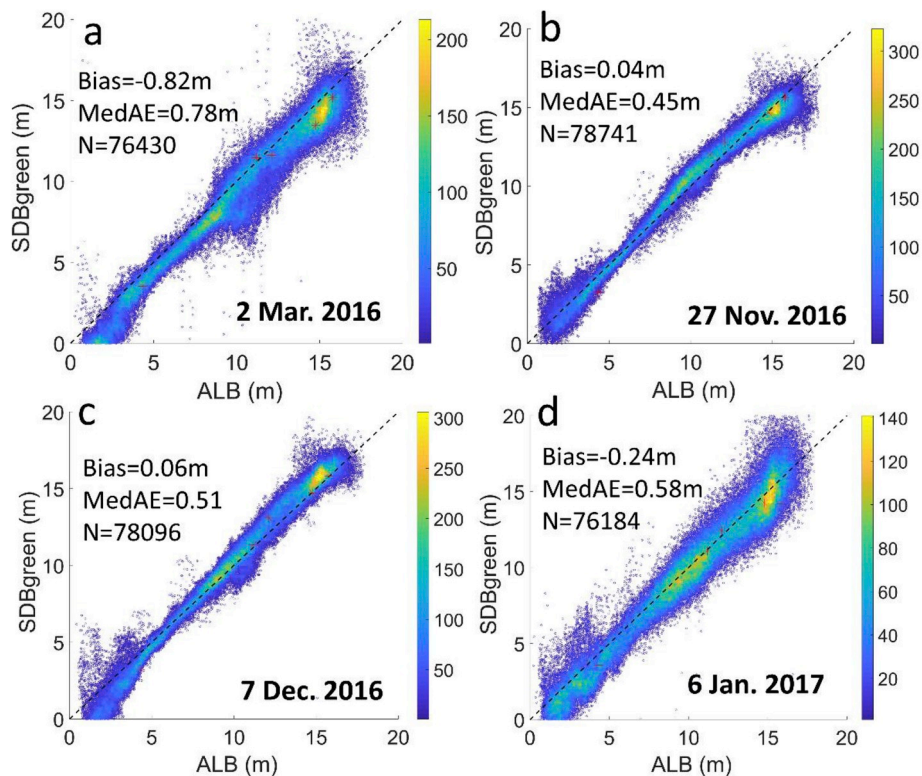 a
Bias=-0.82m
MedAE=0.78m
N=76430
2 Mar. 2016
SDBgreen (m)
20
15
10
5
0
0 5 10 15 20
ALB (m)
200
150
100
50
b
Bias=0.04m
MedAE=0.45m
N=78741
27 Nov. 2016
SDBgreen (m)
20
15
10
5
0
0 5 10 15 20
ALB (m)
300
250
200
150
100
50
c
Bias=0.06m
MedAE=0.51
N=78096
7 Dec. 2016
SDBgreen (m)
20
15
10
5
0
0 5 10 15 20
ALB (m)
300
250
200
150
100
50
d
Bias=-0.24m
MedAE=0.58m
N=76184
6 Jan. 2017
SDBgreen (m)
20
15
10
5
0
0 5 10 15 20
ALB (m)
140
120
100
80
60
40
20